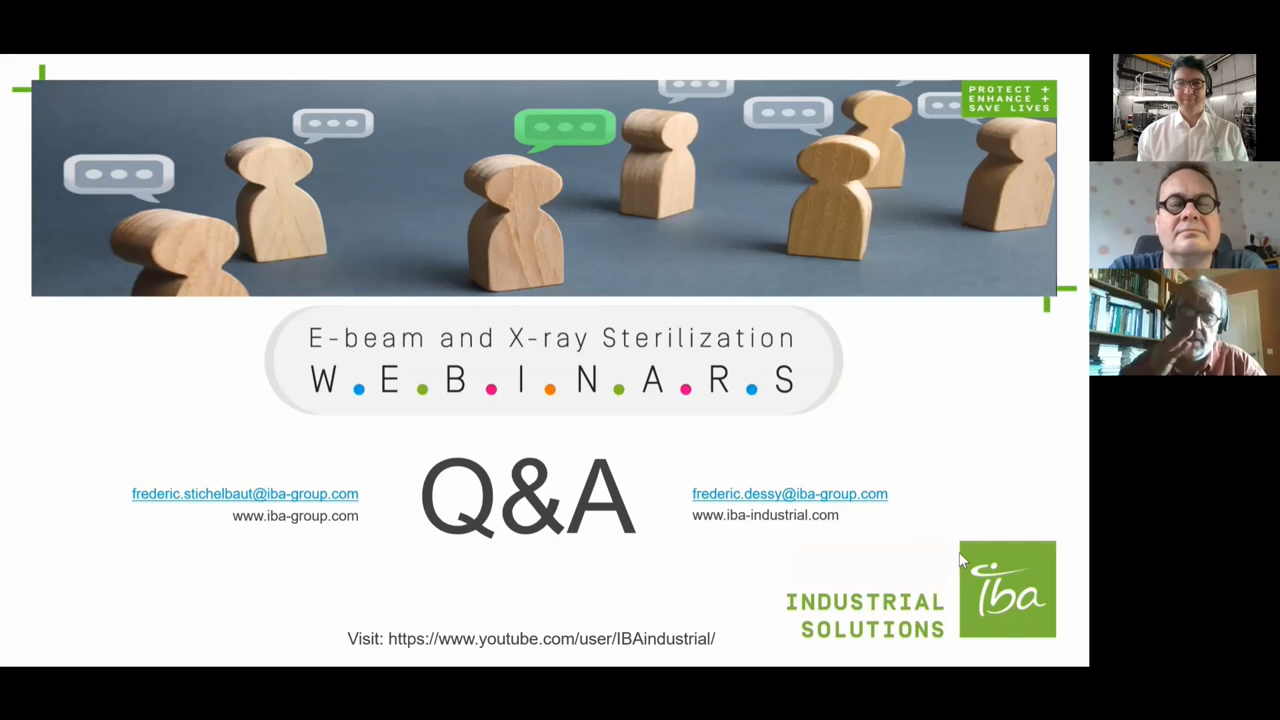 PROTECT +
ENHANCE +
SAVE LIVES
E-beam and X-ray Sterilization
W.E.B.I.N.A.R.S
Q&A
frederic.stichelbaut@iba-group.com
www.iba-group.com
frederic.dessy@iba-group.com
www.iba-industrial.com
INDUSTRIAL
SOLUTIONS
iba
Visit: https://www.youtube.com/user/IBAindustrial/